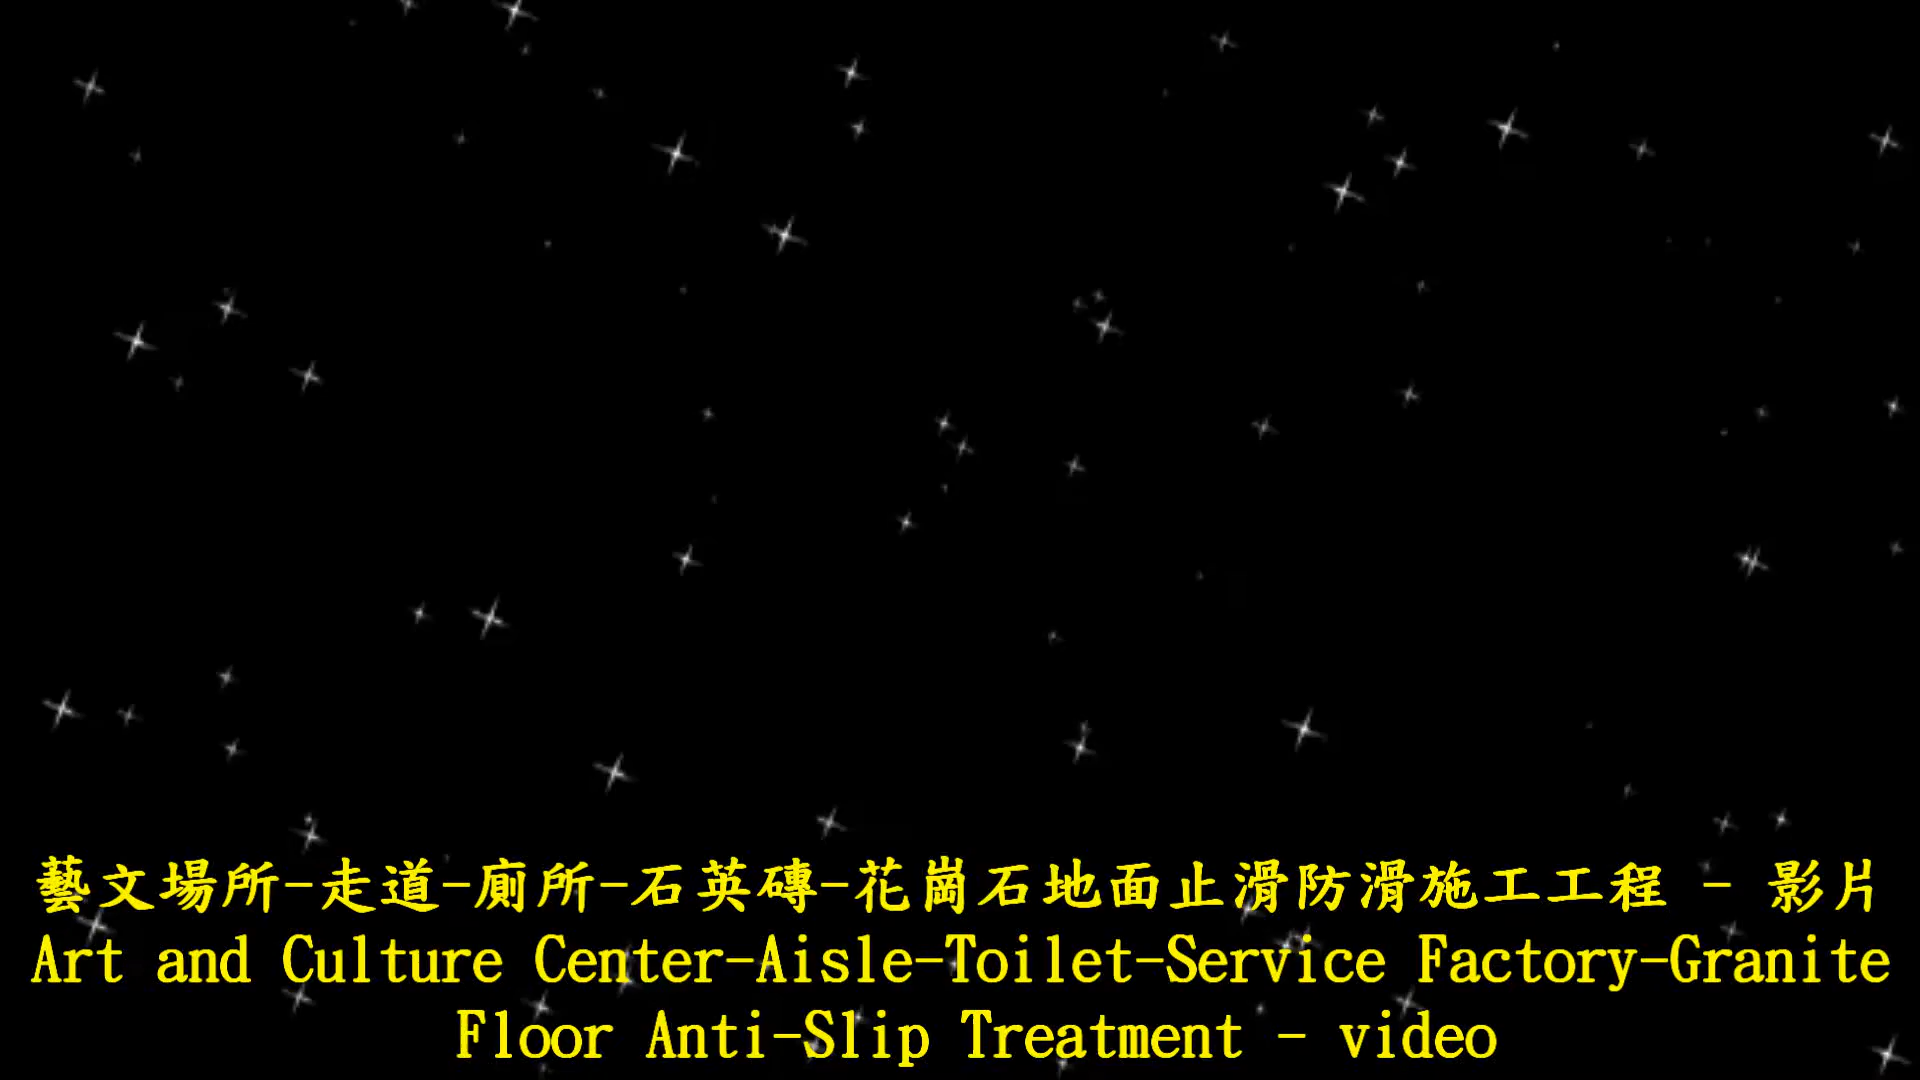 藝文場所-走道-廁所-石英磚-花崗石地面止滑防滑施工工程 - 影片
Art and Culture Center-Aisle-Toilet-Service Factory-Granite
Floor Anti-Slip Treatment - video